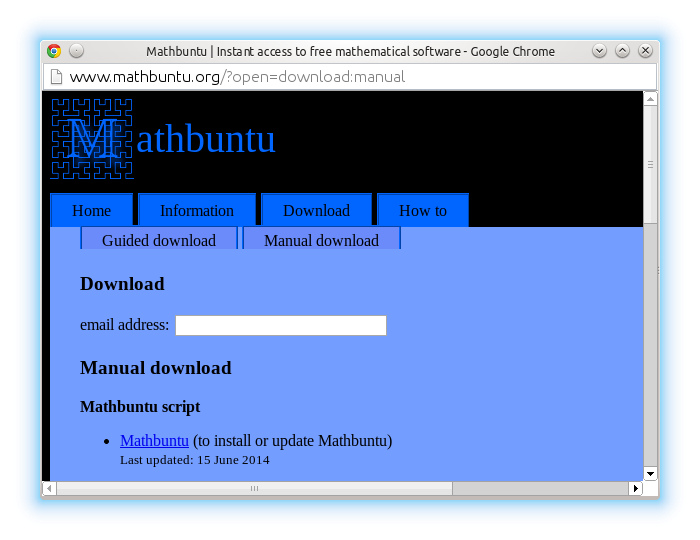 Mathbuntu | Instant access to free mathematical software - Google Chrome
www.mathbuntu.org/?open=download:manual
Mathbuntu
Home Information Download How to
Guided download Manual download
Download
email address:
Manual download
Mathbuntu script
Mathbuntu (to install or update Mathbuntu)
Last updated: 15 June 2014